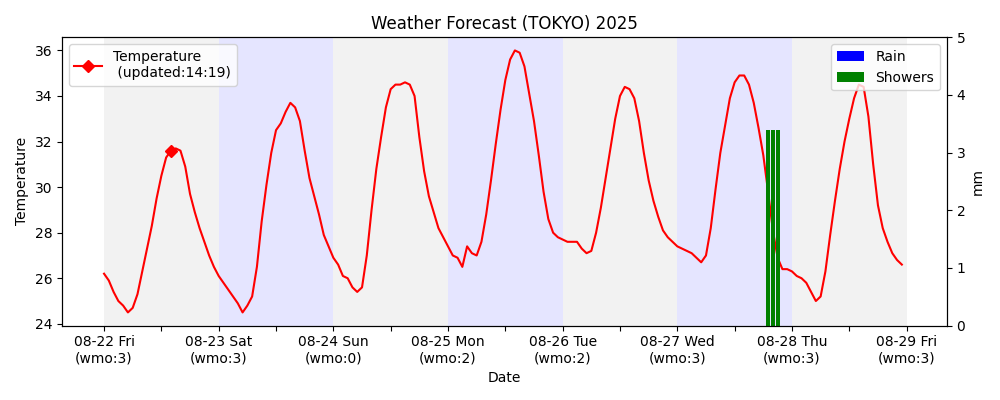 Weather Forecast (TOKYO) 2025
Temperature
(updated:14:19)
Rain
Showers
36
34
32
30
28
26
24
Temperature
5
4
3
2
1
0
mm
08-22 Fri
(wmo:3)
08-23 Sat
(wmo:3)
08-24 Sun
(wmo:0)
08-25 Mon
(wmo:2)
08-26 Tue
(wmo:2)
08-27 Wed
(wmo:3)
08-28 Thu
(wmo:3)
08-29 Fri
(wmo:3)
Date